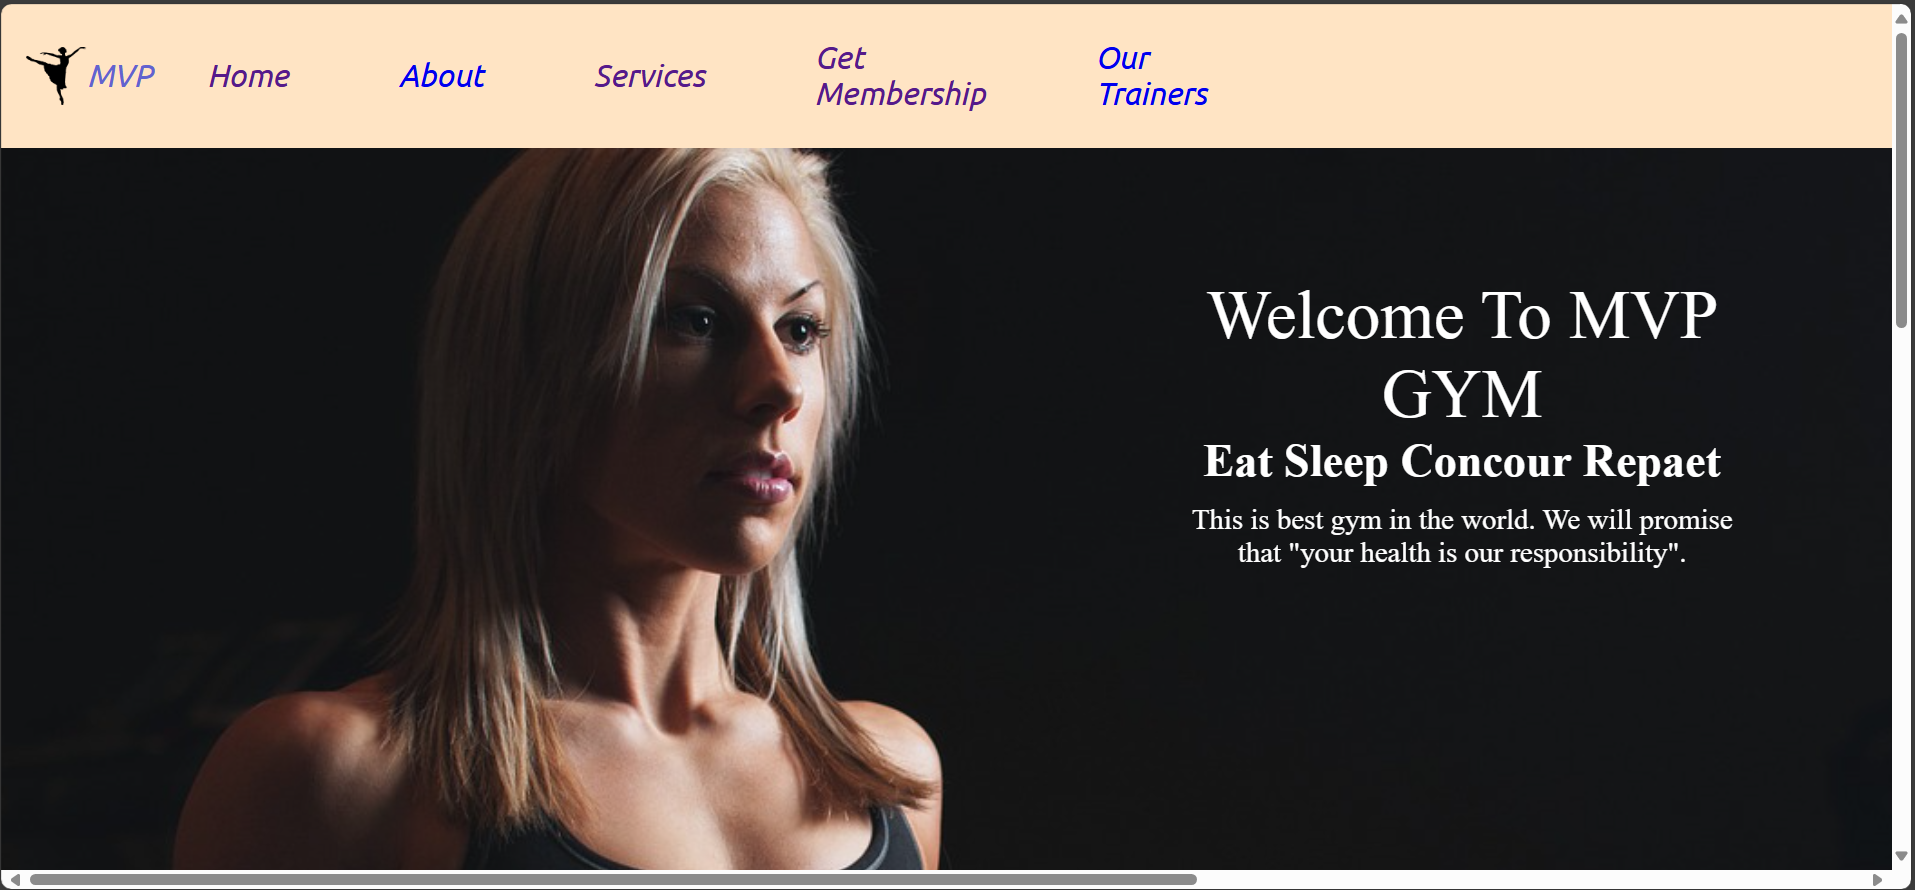 MVP
Home
About
Services
Get
Membership
Our
Trainers
Welcome To MVP
GYM
Eat Sleep Concour Repaet
This is best gym in the world. We will promise
that "your health is our responsibility".